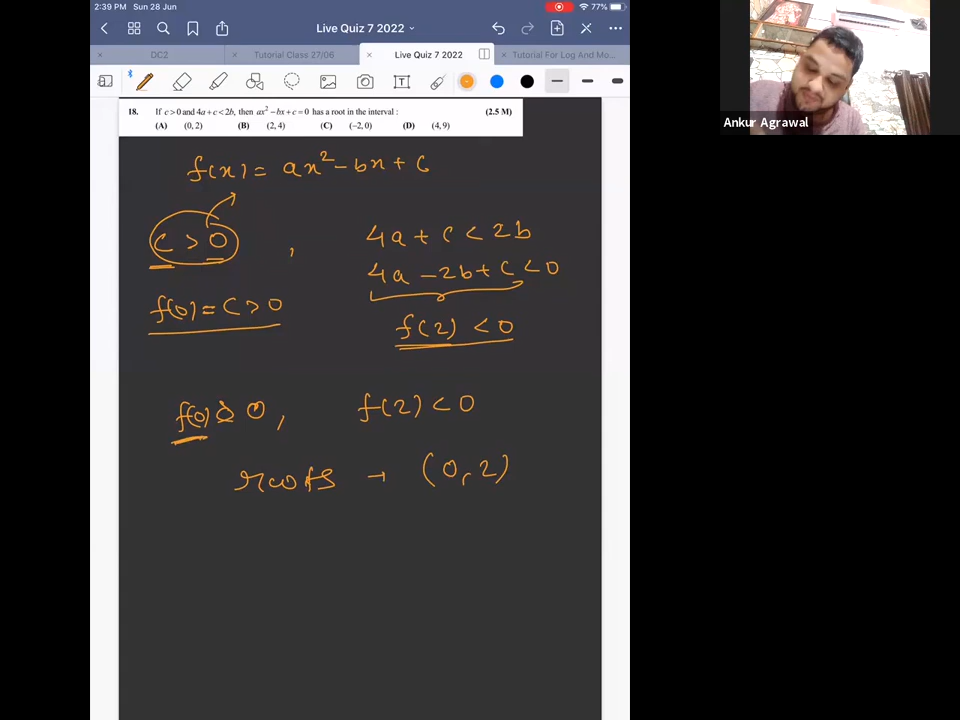 2:39 PM Sun 28 Jun
77%
Live Quiz 7 2022
DC2
Tutorial Class 27/06
Live Quiz 7 2022
Tutorial For Log And Mo...
18. If c > 0 and 4a + c < 2b, then ax² − bx + c = 0 has a root in the interval : (2.5 M)
(A) (0, 2) (B) (2, 4) (C) (−2, 0) (D) (4, 9)
f(x) = ax² − bx + c
c > 0 , 4a + c < 2b
4a − 2b + c < 0
f(0) = c > 0
f(2) < 0
f(0) > 0 , f(2) < 0
roots → (0, 2)
Ankur Agrawal